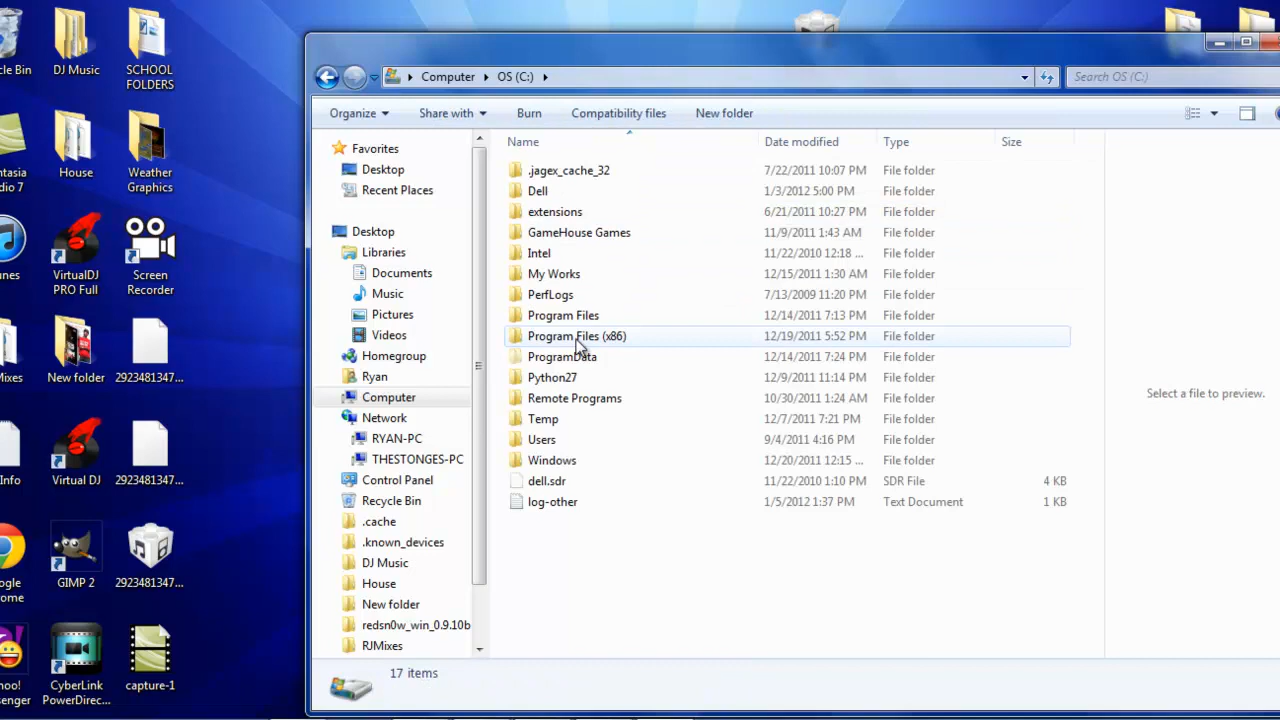 cle Bin
DJ Music
SCHOOL
FOLDERS
ntasia
dio 7
House
Weather
Graphics
unes
VirtualDJ
PRO Full
Screen
Recorder
Mixes
New folder
2923481347...
Info
Virtual DJ
2923481347...
ogle
ome
GIMP 2
2923481347...
hoo!
senger
CyberLink
PowerDirec...
capture-1
Computer
OS (C:)
Search OS (C:)
Organize
Share with
Burn
Compatibility files
New folder
Favorites
Desktop
Recent Places
Desktop
Libraries
Documents
Music
Pictures
Videos
Homegroup
Ryan
Computer
Network
RYAN-PC
THESTONGES-PC
Control Panel
Recycle Bin
.cache
.known_devices
DJ Music
House
New folder
redsn0w_win_0.9.10b
RJMixes
Name Date modified Type Size
.jagex_cache_32 7/22/2011 10:07 PM File folder
Dell 1/3/2012 5:00 PM File folder
extensions 6/21/2011 10:27 PM File folder
GameHouse Games 11/9/2011 1:43 AM File folder
Intel 11/22/2010 12:18 ... File folder
My Works 12/15/2011 1:30 AM File folder
PerfLogs 7/13/2009 11:20 PM File folder
Program Files 12/14/2011 7:13 PM File folder
Program Files (x86) 12/19/2011 5:52 PM File folder
ProgramData 12/14/2011 7:24 PM File folder
Python27 12/9/2011 11:14 PM File folder
Remote Programs 10/30/2011 1:24 AM File folder
Temp 12/7/2011 7:21 PM File folder
Users 9/4/2011 4:16 PM File folder
Windows 12/20/2011 12:15 ... File folder
dell.sdr 11/22/2010 1:10 PM SDR File 4 KB
log-other 1/5/2012 1:37 PM Text Document 1 KB
Select a file to preview.
17 items